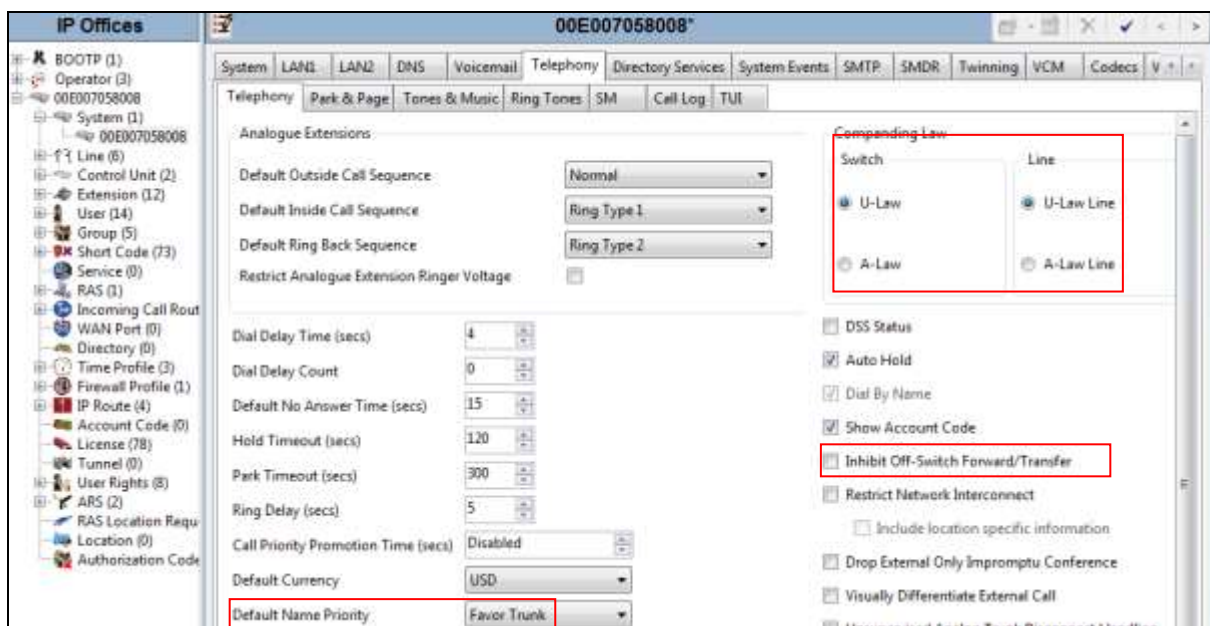 IP Offices
00E007058008*
BOOTP (1)
Operator (3)
00E007058008
System (1)
00E007058008
Line (6)
Control Unit (2)
Extension (12)
User (14)
Group (5)
Short Code (73)
Service (0)
RAS (1)
Incoming Call Rout
WAN Port (0)
Directory (0)
Time Profile (3)
Firewall Profile (1)
IP Route (4)
Account Code (0)
License (78)
Tunnel (0)
User Rights (8)
ARS (2)
RAS Location Requ
Location (0)
Authorization Code
System LAN1 LAN2 DNS Voicemail Telephony Directory Services System Events SMTP SMDR Twinning VCM Codecs V
Telephony Park & Page Tones & Music Ring Tones SM Call Log TUI
Analogue Extensions
Default Outside Call Sequence Normal
Default Inside Call Sequence Ring Type 1
Default Ring Back Sequence Ring Type 2
Restrict Analogue Extension Ringer Voltage
Dial Delay Time (secs) 4
Dial Delay Count 0
Default No Answer Time (secs) 15
Hold Timeout (secs) 120
Park Timeout (secs) 300
Ring Delay (secs) 5
Call Priority Promotion Time (secs) Disabled
Default Currency USD
Default Name Priority Favor Trunk
Companding Law
Switch Line
U-Law U-Law Line
A-Law A-Law Line
DSS Status
Auto Hold
Dial By Name
Show Account Code
Inhibit Off-Switch Forward/Transfer
Restrict Network Interconnect
Include location specific information
Drop External Only Impromptu Conference
Visually Differentiate External Call